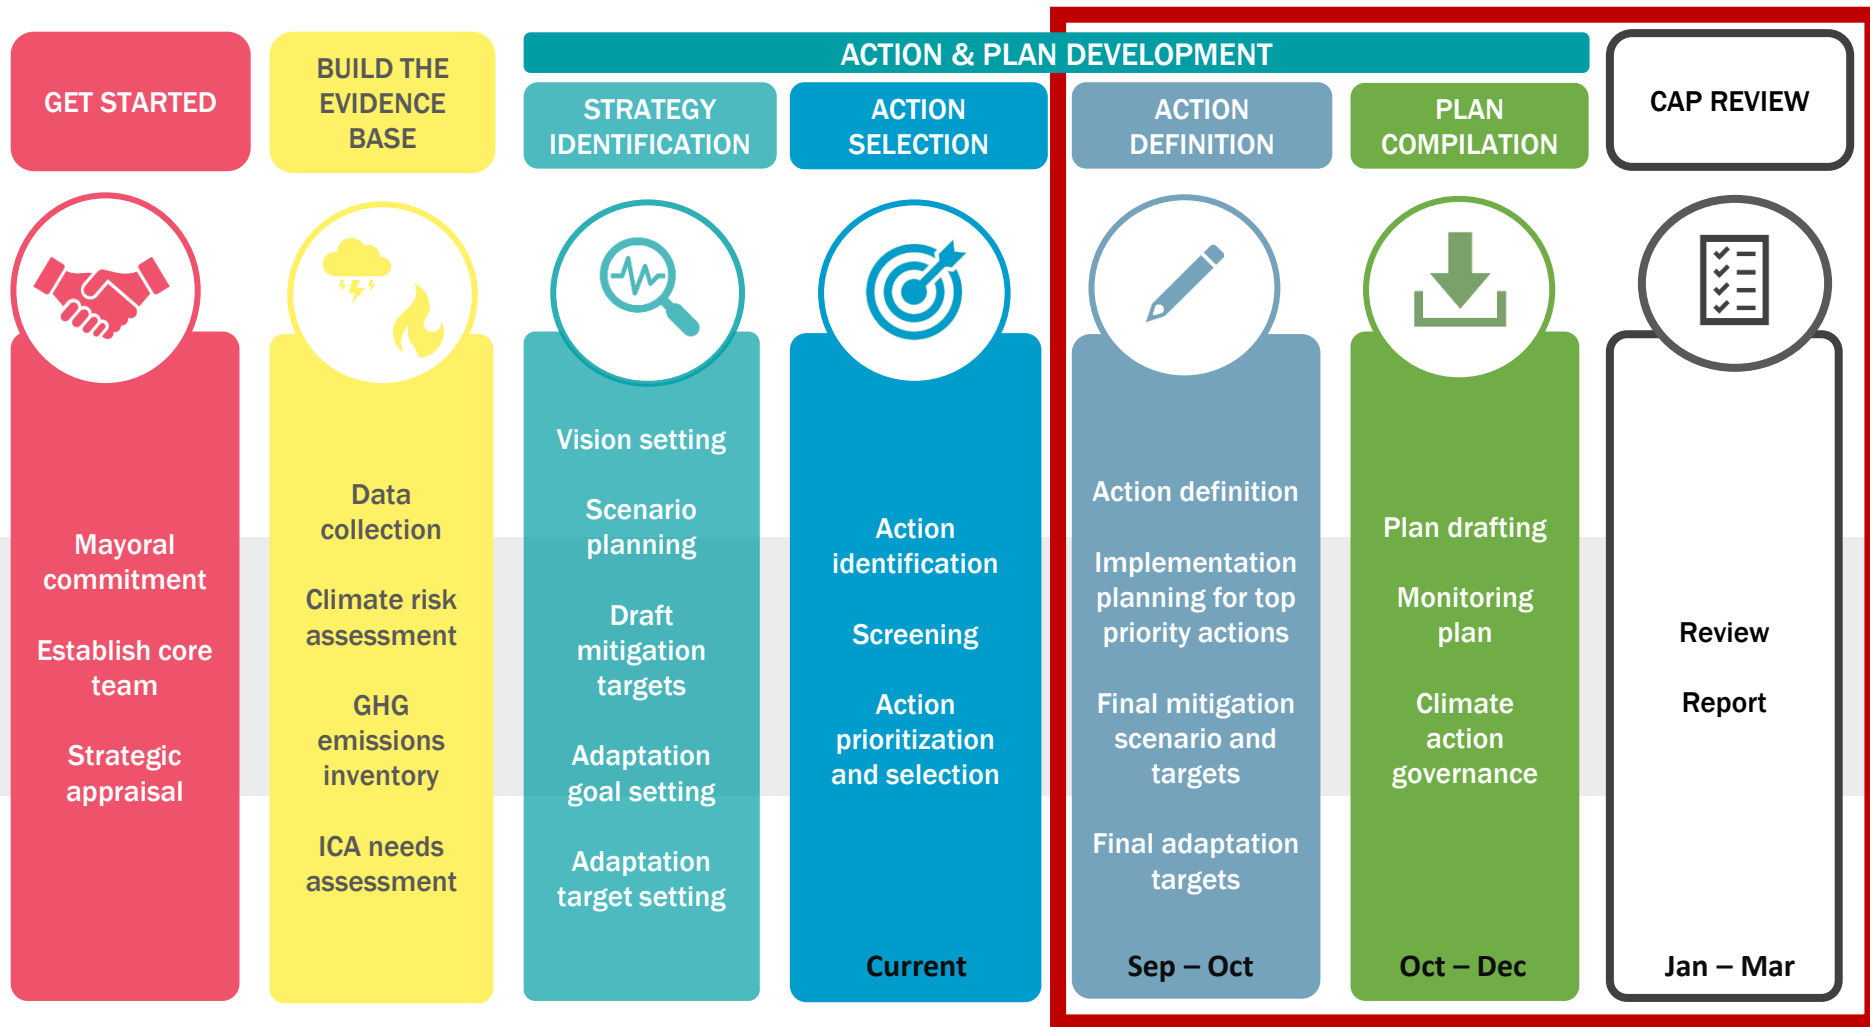 GET STARTED
Mayoral
commitment
Establish core
team
Strategic
appraisal
BUILD THE
EVIDENCE
BASE
Data
collection
Climate risk
assessment
GHG
emissions
inventory
ICA needs
assessment
ACTION & PLAN DEVELOPMENT
STRATEGY
IDENTIFICATION
Vision setting
Scenario
planning
Draft
mitigation
targets
Adaptation
goal setting
Adaptation
target setting
ACTION
SELECTION
Action
identification
Screening
Action
prioritization
and selection
Current
ACTION
DEFINITION
Action definition
Implementation
planning for top
priority actions
Final mitigation
scenario and
targets
Final adaptation
targets
Sep – Oct
PLAN
COMPILATION
Plan drafting
Monitoring
plan
Climate
action
governance
Oct – Dec
CAP REVIEW
Review
Report
Jan – Mar